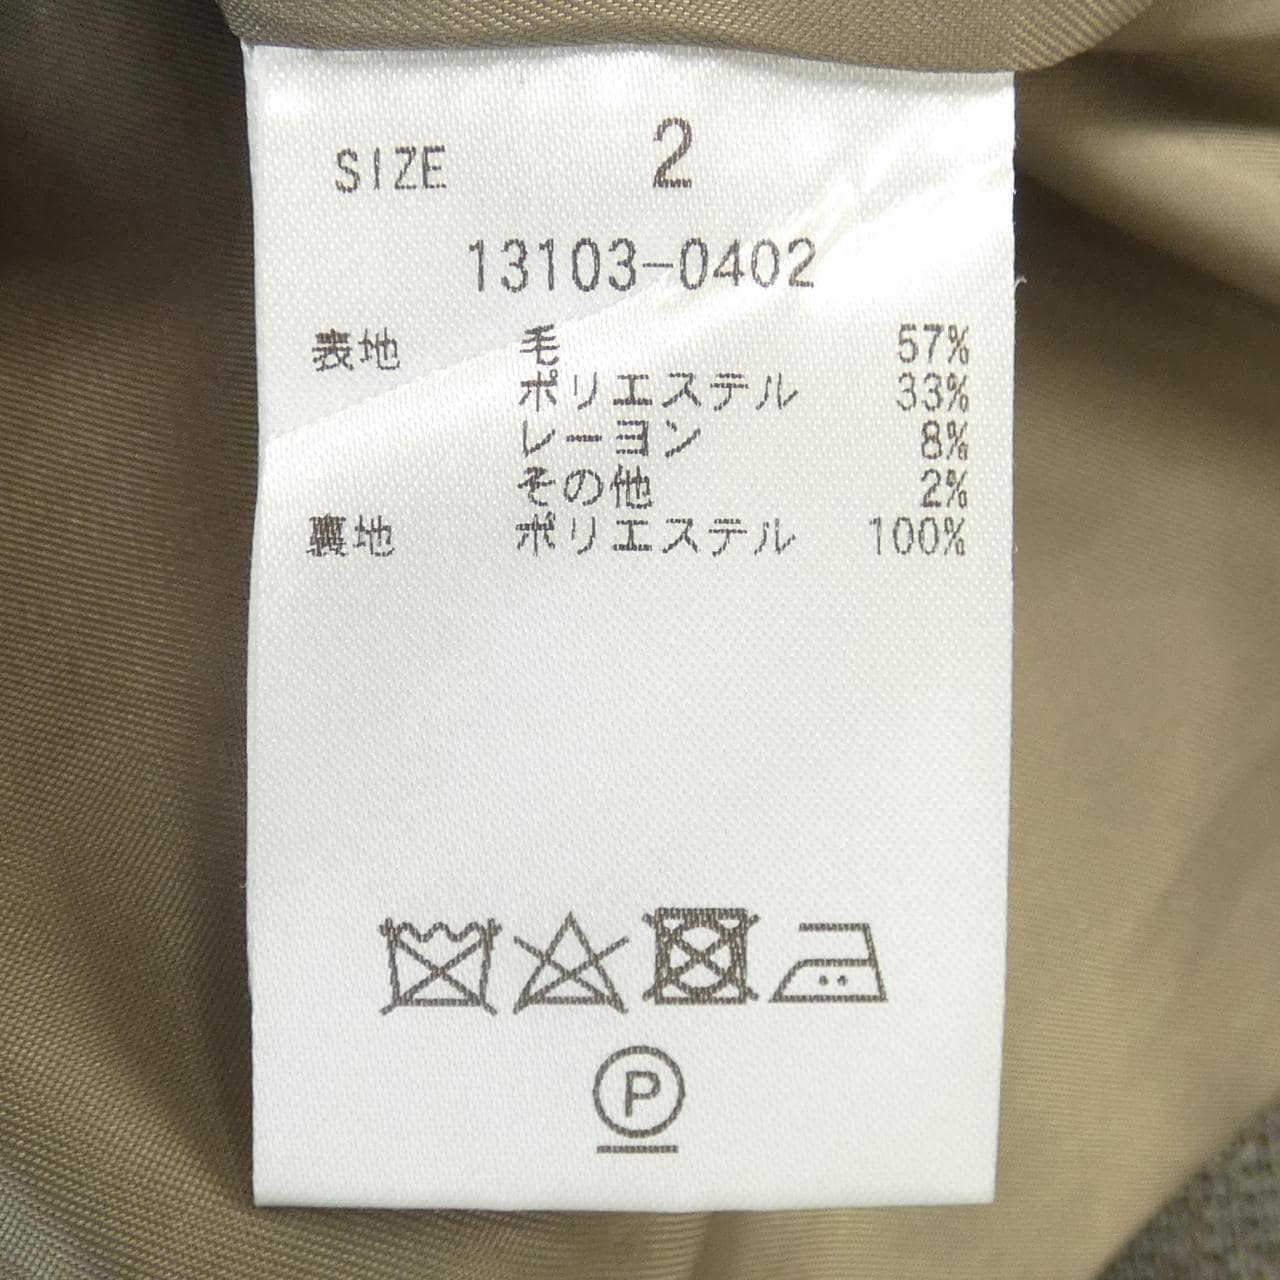 SIZE 2
13103-0402
表地 毛 57%
ポリエステル 33%
レーヨン 8%
その他 2%
裏地 ポリエステル 100%
P